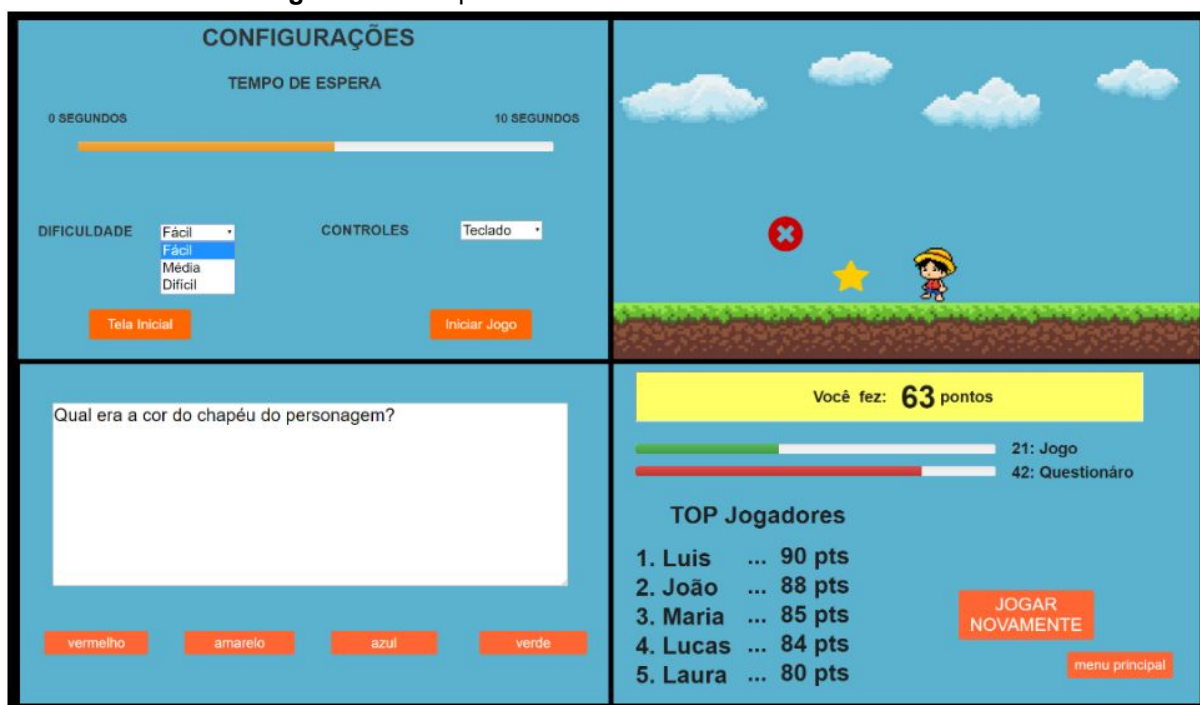 CONFIGURAÇÕES
TEMPO DE ESPERA
0 SEGUNDOS 10 SEGUNDOS
DIFICULDADE Fácil CONTROLES Teclado
Fácil
Média
Difícil
Tela Inicial Iniciar Jogo
Qual era a cor do chapéu do personagem?
vermelho amarelo azul verde
Você fez: 63 pontos
21: Jogo
42: Questionáro
TOP Jogadores
1. Luis ... 90 pts
2. João ... 88 pts
3. Maria ... 85 pts
4. Lucas ... 84 pts
5. Laura ... 80 pts
JOGAR
NOVAMENTE
menu principal